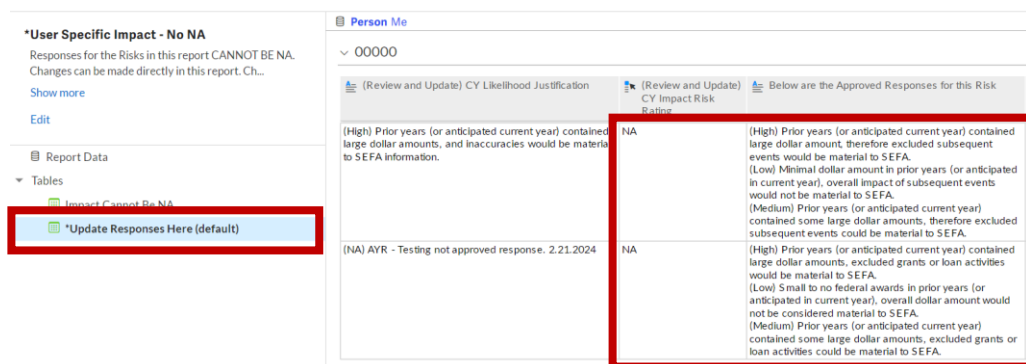 *User Specific Impact - No NA
Responses for the Risks in this report CANNOT BE NA.
Changes can be made directly in this report. Ch...
Show more
Edit
Report Data
Tables
Impact Cannot Be NA
*Update Responses Here (default)
Person Me
00000
(Review and Update) CY Likelihood Justification
(Review and Update)
CY Impact Risk
Rating
Below are the Approved Responses for this Risk
(High) Prior years (or anticipated current year) contained
large dollar amounts, and inaccuracies would be materia
to SEFA information.
NA
(High) Prior years (or anticipated current year) contained
large dollar amount, therefore excluded subsequent
events would be material to SEFA.
(Low) Minimal dollar amount in prior years (or anticipated
in current year), overall impact of subsequent events
would not be material to SEFA.
(Medium) Prior years (or anticipated current year)
contained some large dollar amounts, therefore excluded
subsequent events could be material to SEFA.
(NA) AYR - Testing not approved response. 2.21.2024
NA
(High) Prior years (or anticipated current year) contained
large dollar amounts, excluded grants or loan activities
would be material to SEFA.
(Low) Small to no federal awards in prior years (or
anticipated in current year), overall dollar amount would
not be considered material to SEFA.
(Medium) Prior years (or anticipated current year)
contained some large dollar amounts, excluded grants or
loan activities could be material to SEFA.